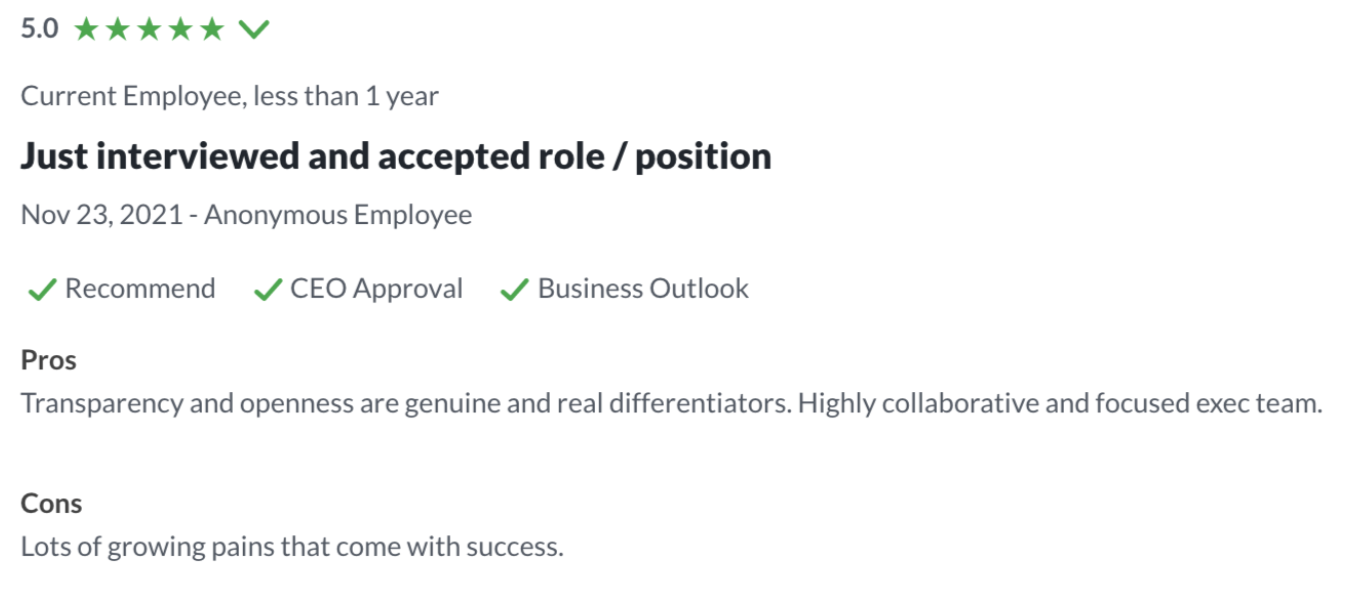 5.0
Current Employee, less than 1 year
Just interviewed and accepted role / position
Nov 23, 2021 - Anonymous Employee
Recommend CEO Approval Business Outlook
Pros
Transparency and openness are genuine and real differentiators. Highly collaborative and focused exec team.
Cons
Lots of growing pains that come with success.